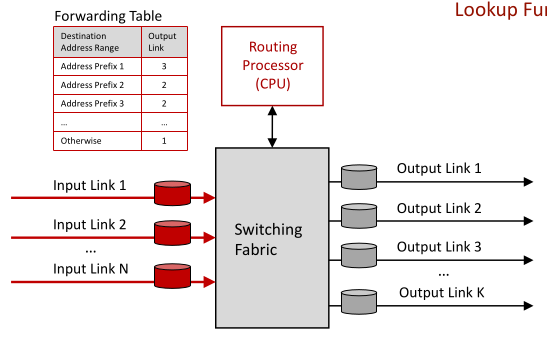 Lookup
Forwarding Table
Destination Address Range Output Link
Address Prefix 1 3
Address Prefix 2 2
Address Prefix 3 2
... ...
Otherwise 1
Routing
Processor
(CPU)
Input Link 1
Input Link 2
...
Input Link N
Switching
Fabric
Output Link 1
Output Link 2
Output Link 3
...
Output Link K